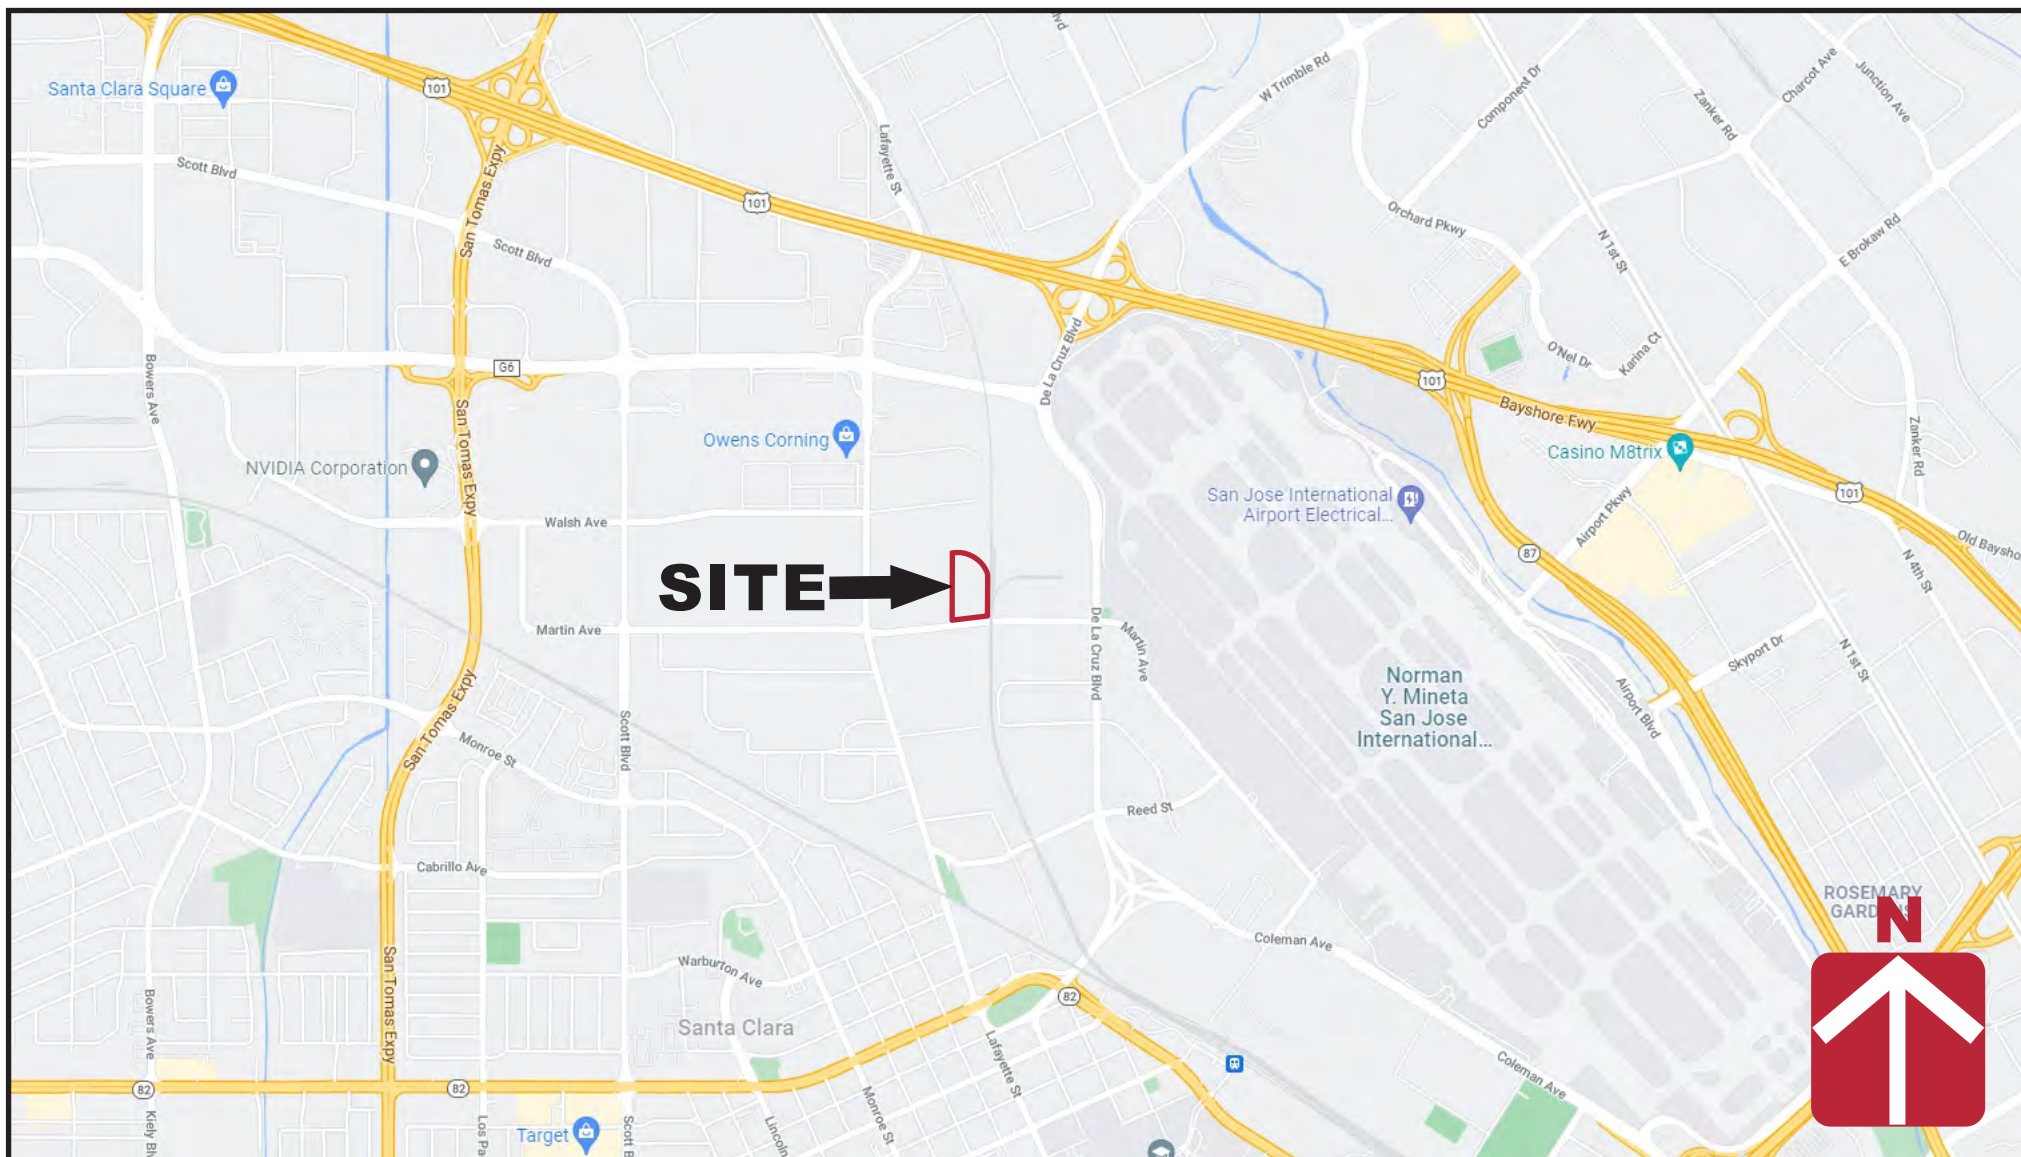 101
Santa Clara Square
Scott Blvd
San Tomas Expy
Scott Blvd
101
Lafayette St
lvd
W Trimble Rd
Component Dr
Zanker Rd
Charcot Ave
Junction Ave
Orchard Pkwy
N 1st St
E Brokaw Rd
De La Cruz Blvd
G6
Bowers Ave
San Tomas Expy
NVIDIA Corporation
Owens Corning
O'Nel Dr
Karina Ct
101
Bayshore Fwy
Casino M8trix
Zanker Rd
101
San Jose International
Airport Electrical...
Airport Pkwy
Old Baysho
N 4th St
87
Walsh Ave
SITE
Martin Ave
De La Cruz Blvd
Martin Ave
Norman
Y. Mineta
San Jose
International...
Skyport Dr
N 1st St
Airport Blvd
San Tomas Expy
Monroe St
Scott Blvd
Reed St
Cabrillo Ave
ROSEMARY
N
Coleman Ave
Warburton Ave
San Tomas Expy
Bowers Ave
Santa Clara
82
Lafayette St
Coleman Ave
82
82
Kiely Bl
Los Pa
Target
Scott B
Lincoln
Monroe St